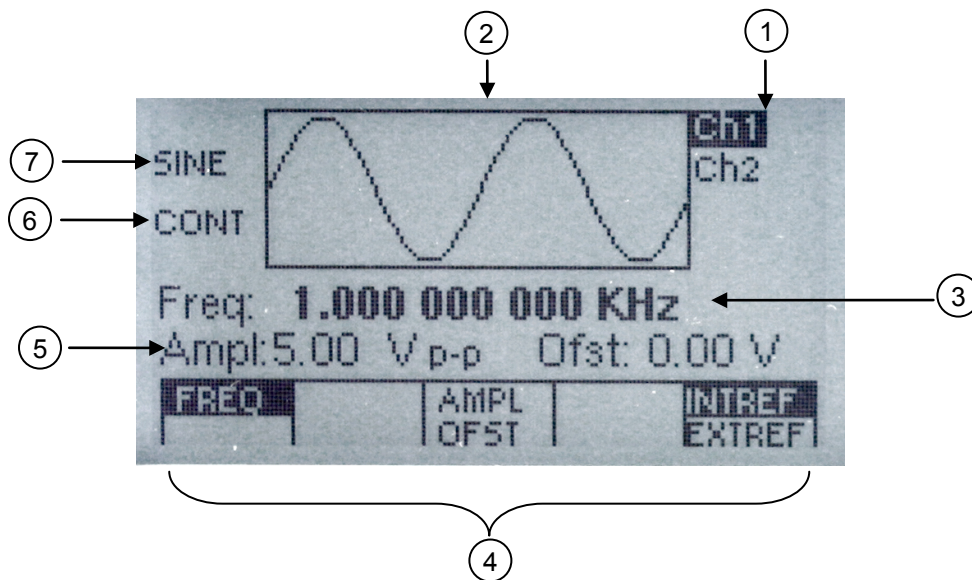 2
1
Ch1
7
SINE
Ch2
6
CONT
Freq: 1.000 000 000 KHz
3
5
Ampl:5.00 V p-p Ofst: 0.00 V
FREQ AMPL INTREF
OFST EXTREF
4